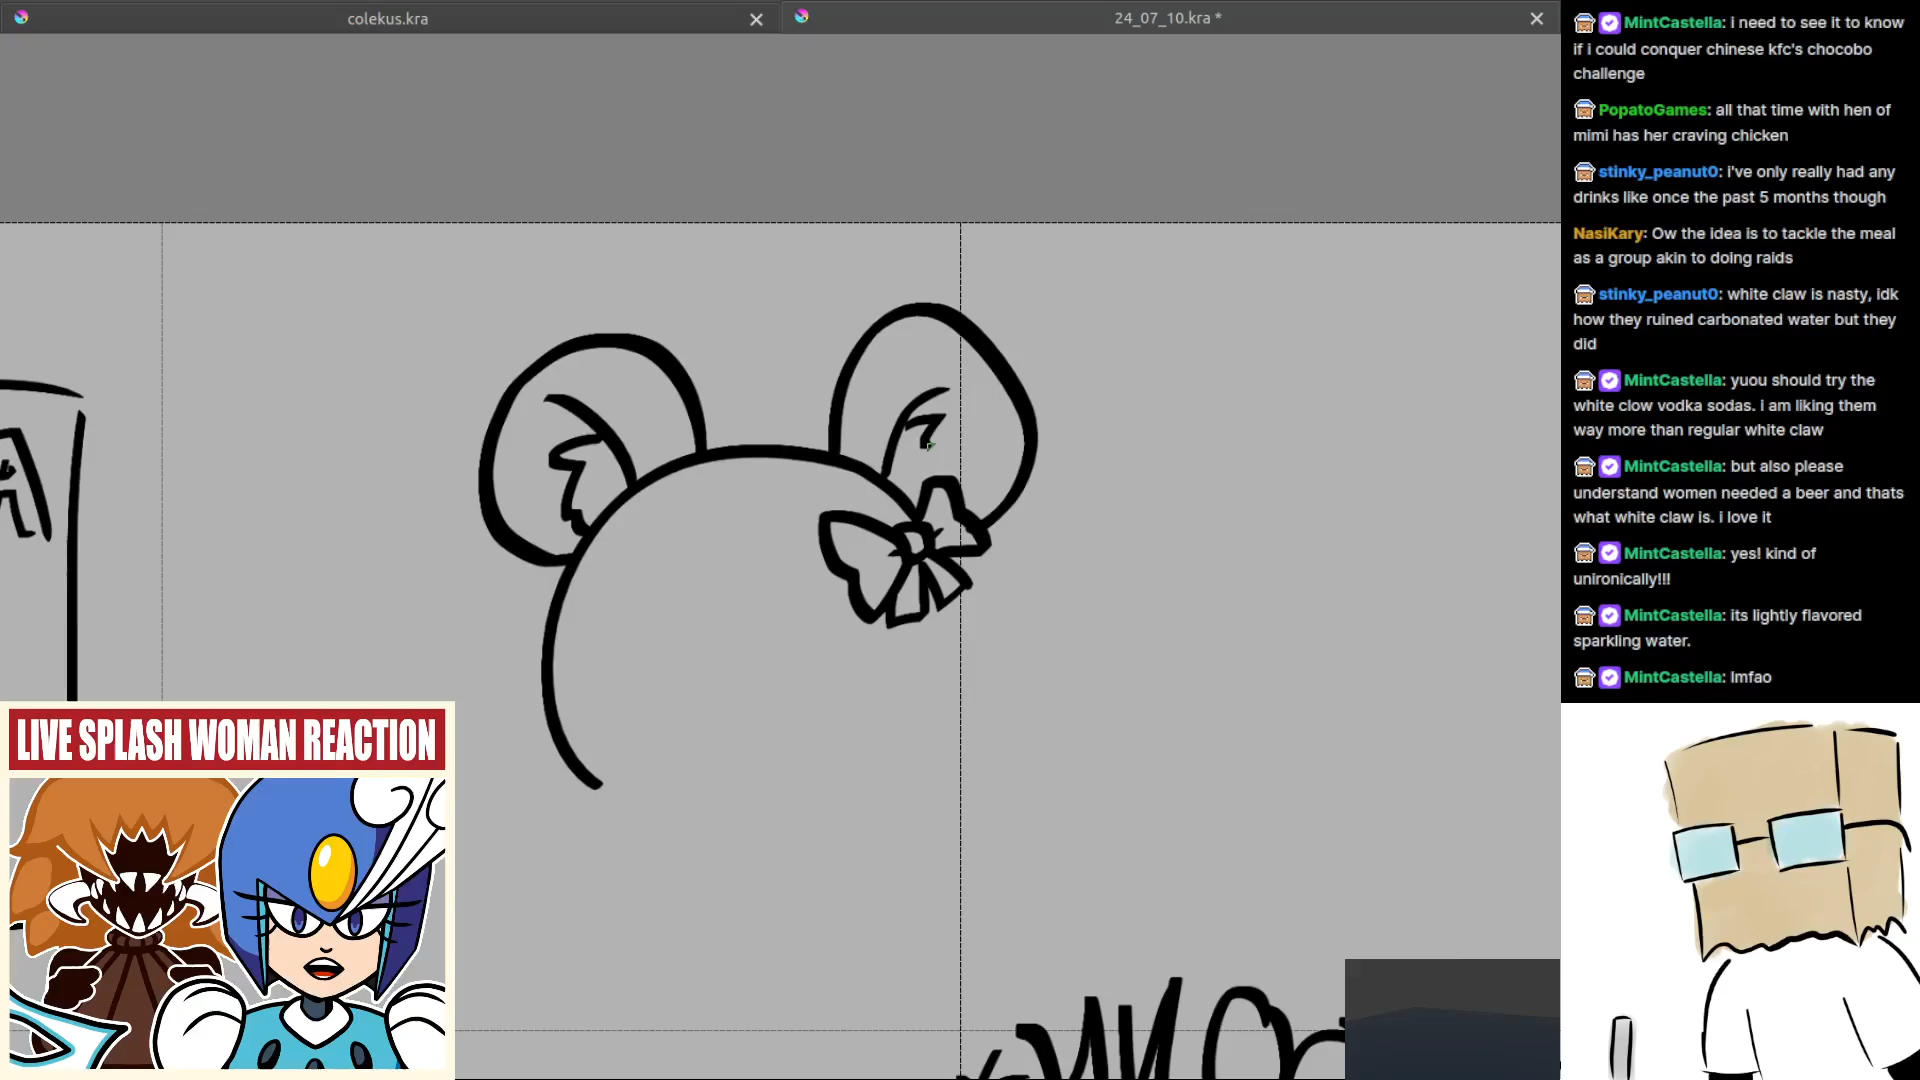 colekus.kra
24_07_10.kra *
MintCastella: i need to see it to know
if i could conquer chinese kfc's chocobo
challenge
PopatoGames: all that time with hen of
mimi has her craving chicken
stinky_peanut0: i've only really had any
drinks like once the past 5 months though
NasiKary: Ow the idea is to tackle the meal
as a group akin to doing raids
stinky_peanut0: white claw is nasty, idk
how they ruined carbonated water but they
did
MintCastella: yuou should try the
white clow vodka sodas. i am liking them
way more than regular white claw
MintCastella: but also please
understand women needed a beer and thats
what white claw is. i love it
MintCastella: yes! kind of
unironically!!!
MintCastella: its lightly flavored
sparkling water.
MintCastella: lmfao
LIVE SPLASH WOMAN REACTION